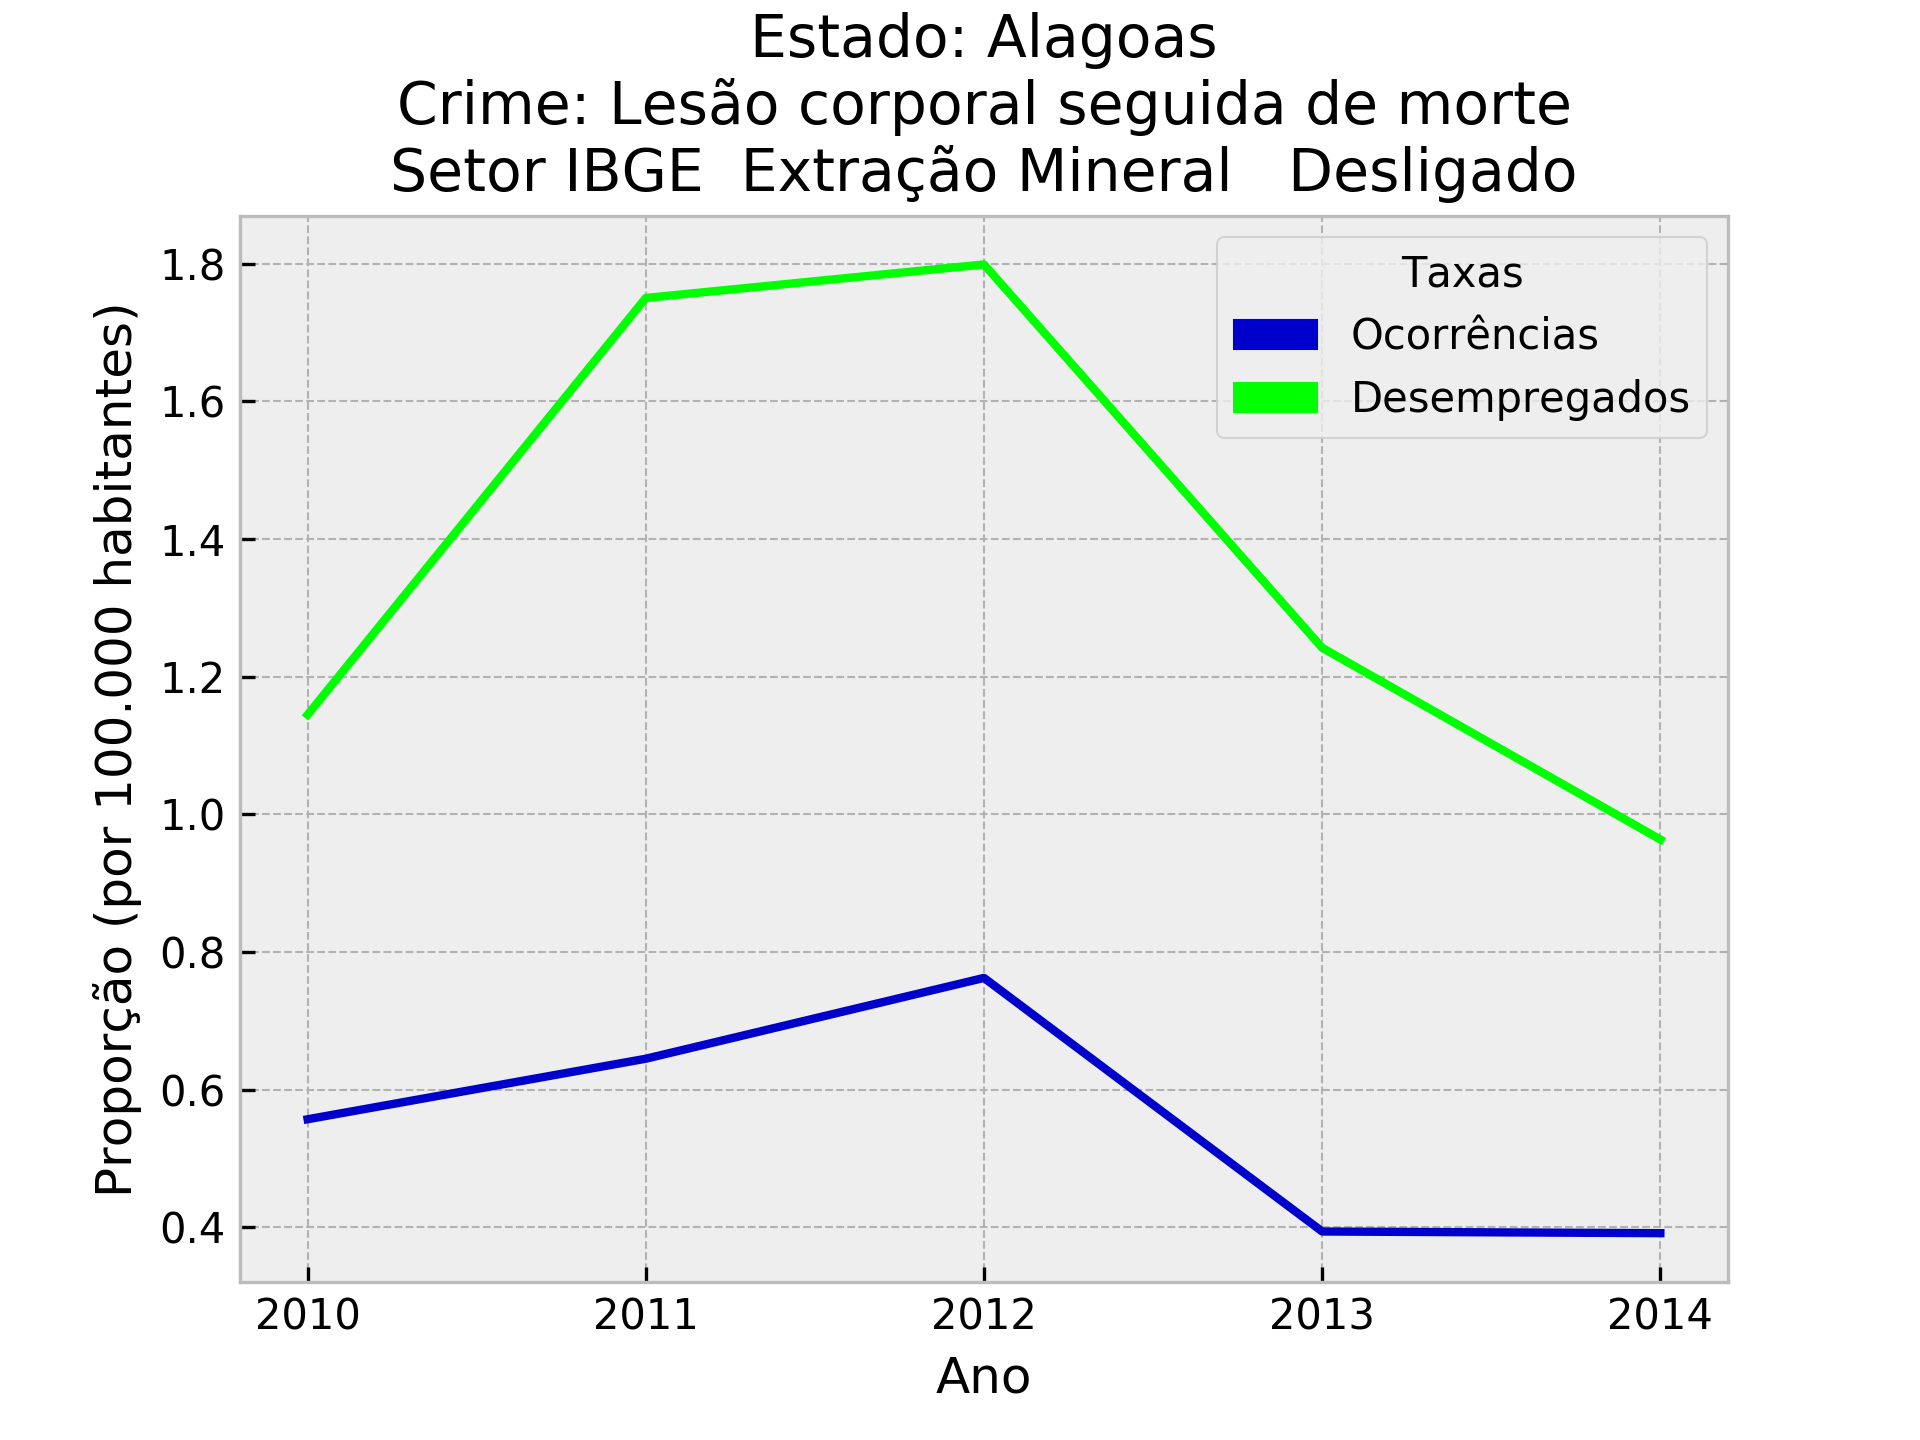 Estado: Alagoas
Crime: Lesão corporal seguida de morte
Setor IBGE  Extração Mineral   Desligado
Proporção (por 100.000 habitantes)
1.8
1.6
1.4
1.2
1.0
0.8
0.6
0.4
Taxas
Ocorrências
Desempregados
2010 2011 2012 2013 2014
Ano